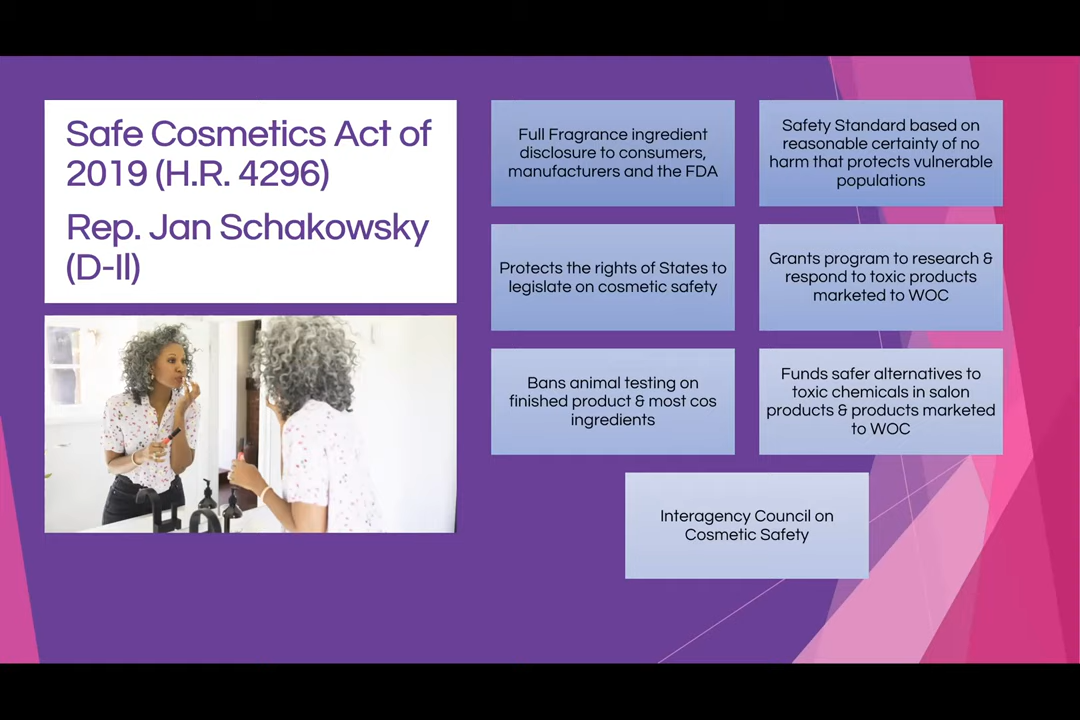 Safe Cosmetics Act of
2019 (H.R. 4296)
Rep. Jan Schakowsky
(D-Il)
Full Fragrance ingredient
disclosure to consumers,
manufacturers and the FDA
Safety Standard based on
reasonable certainty of no
harm that protects vulnerable
populations
Protects the rights of States to
legislate on cosmetic safety
Grants program to research &
respond to toxic products
marketed to WOC
Bans animal testing on
finished product & most cos
ingredients
Funds safer alternatives to
toxic chemicals in salon
products & products marketed
to WOC
Interagency Council on
Cosmetic Safety